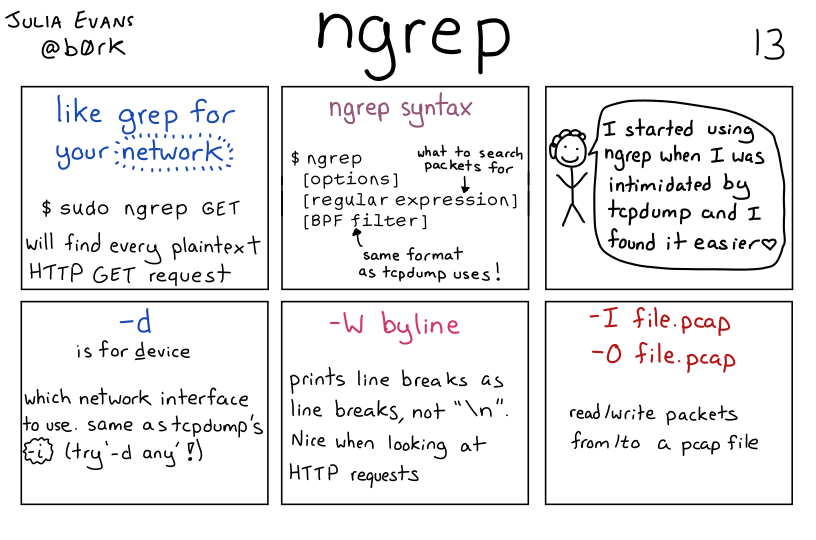 JULIA EVANS
@b0rk
ngrep
13
like grep for
your network
$ sudo ngrep GET
will find every plaintext
HTTP GET request
ngrep syntax
$ ngrep
[options]
[regular expression]
[BPF filter]
what to search
packets for
same format
as tcpdump uses!
I started using
ngrep when I was
intimidated by
tcpdump and I
found it easier♡
-d
is for device
which network interface
to use. same as tcpdump's
-i (try '-d any'!)
-W byline
prints line breaks as
line breaks, not "\n".
Nice when looking at
HTTP requests
-I file.pcap
-O file.pcap
read/write packets
from/to a pcap file